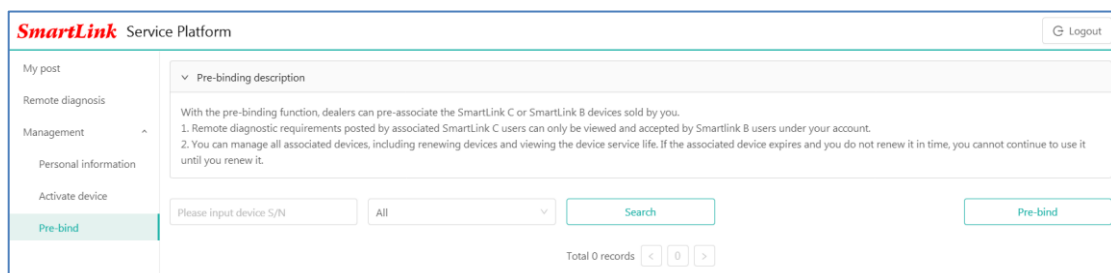 SmartLink Service Platform
Logout
My post
Remote diagnosis
Management
Personal information
Activate device
Pre-bind
Pre-binding description
With the pre-binding function, dealers can pre-associate the SmartLink C or SmartLink B devices sold by you.
1. Remote diagnostic requirements posted by associated SmartLink C users can only be viewed and accepted by Smartlink B users under your account.
2. You can manage all associated devices, including renewing devices and viewing the device service life. If the associated device expires and you do not renew it in time, you cannot continue to use it
until you renew it.
Please input device S/N
All
Search
Pre-bind
Total 0 records < 0 >